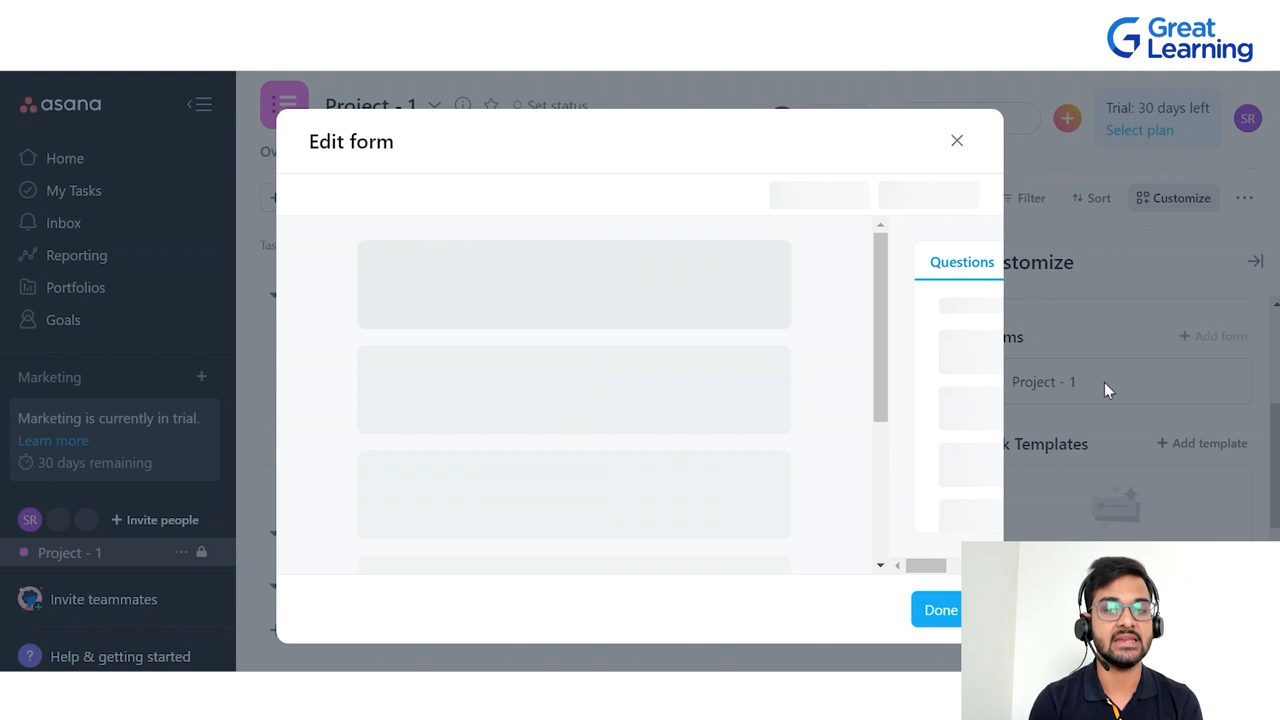 Great
Learning
asana
Home
My Tasks
Inbox
Reporting
Portfolios
Goals
Marketing
Marketing is currently in trial.
Learn more
30 days remaining
SR
Invite people
Project - 1
Invite teammates
? Help & getting started
Project - 1
Set status
Trial: 30 days left
Select plan
SR
Filter
Sort
Customize
Edit form
Questions
Done
+ Add form
Project - 1
Templates
+ Add template